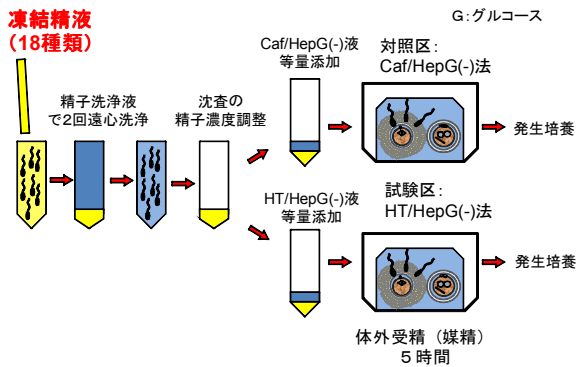 凍結精液
（18種類）
G：グルコース
精子洗浄液
で2回遠心洗浄
沈査の
精子濃度調整
Caf/HepG(-)液
等量添加
対照区：
Caf/HepG(-)法
発生培養
HT/HepG(-)液
等量添加
試験区：
HT/HepG(-)法
発生培養
体外受精（媒精）
５時間